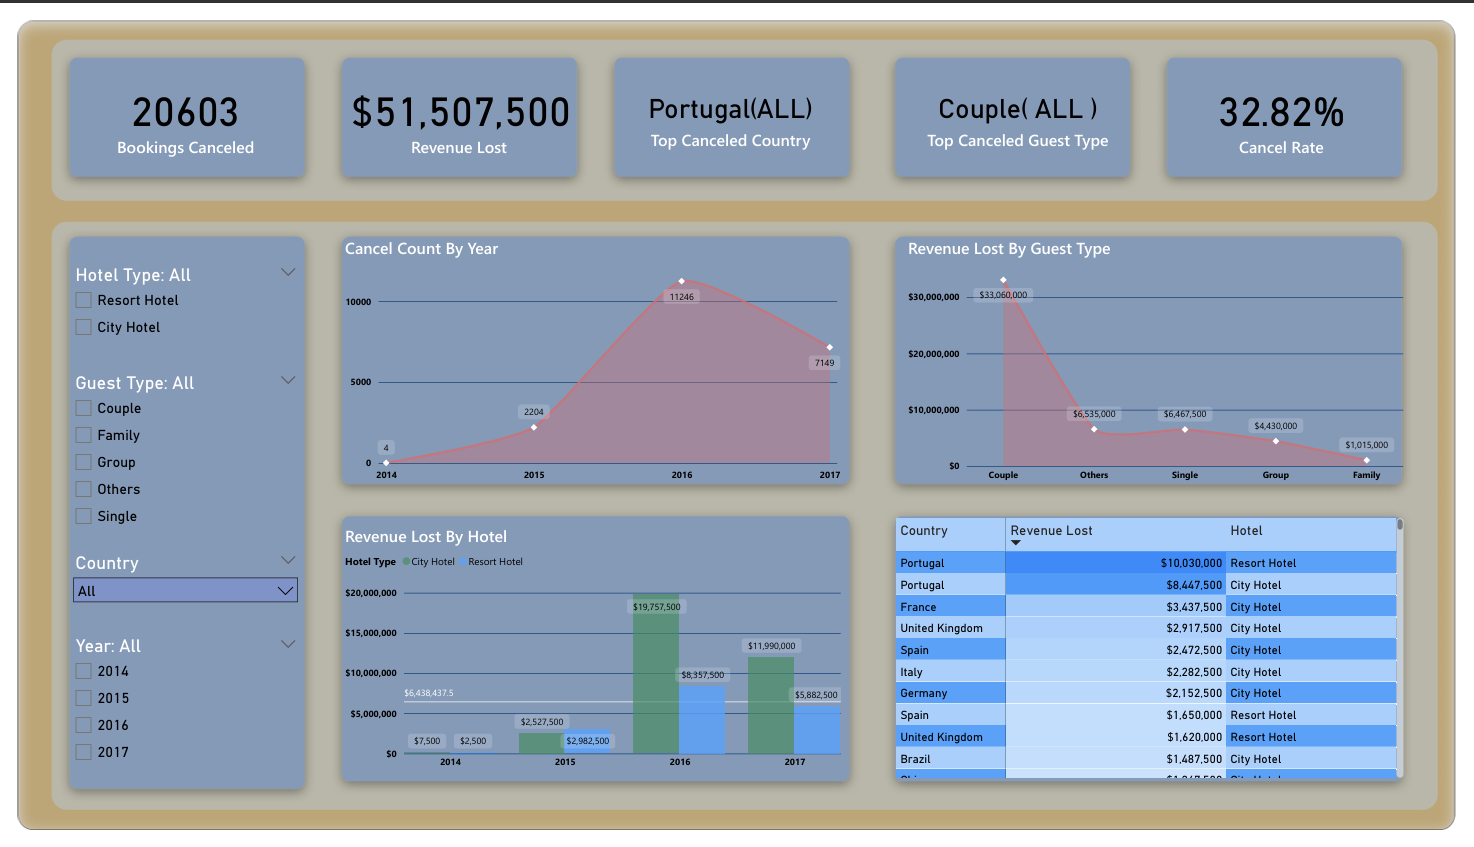 20603
Bookings Canceled
$51,507,500
Revenue Lost
Portugal(ALL)
Top Canceled Country
Couple( ALL )
Top Canceled Guest Type
32.82%
Cancel Rate
Hotel Type: All
Resort Hotel
City Hotel
Guest Type: All
Couple
Family
Group
Others
Single
Country
All
Year: All
2014
2015
2016
2017
Cancel Count By Year
10000
5000
0
4
2204
11246
7149
2014 2015 2016 2017
Revenue Lost By Guest Type
$30,000,000
$20,000,000
$10,000,000
$0
$33,060,000
$6,535,000
$6,467,500
$4,430,000
$1,015,000
Couple Others Single Group Family
Revenue Lost By Hotel
Hotel Type City Hotel Resort Hotel
$20,000,000
$15,000,000
$10,000,000
$5,000,000
$0
$6,438,437.5
$7,500 $2,500
$2,527,500 $2,982,500
$19,757,500 $8,357,500
$11,990,000 $5,882,500
2014 2015 2016 2017
Country Revenue Lost Hotel
Portugal $10,030,000 Resort Hotel
Portugal $8,447,500 City Hotel
France $3,437,500 City Hotel
United Kingdom $2,917,500 City Hotel
Spain $2,472,500 City Hotel
Italy $2,282,500 City Hotel
Germany $2,152,500 City Hotel
Spain $1,650,000 Resort Hotel
United Kingdom $1,620,000 Resort Hotel
Brazil $1,487,500 City Hotel